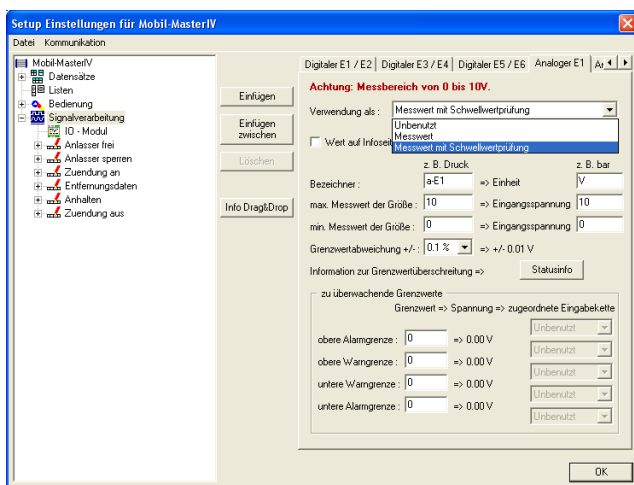 Setup Einstellungen für Mobil-MasterIV
Datei Kommunikation
Mobil-MasterIV
Datensätze
Listen
Bedienung
Signalverarbeitung
IO - Modul
Anlasser frei
Anlasser sperren
Zuendung an
Entfernungsdaten
Anhalten
Zuendung aus
Einfügen
Einfügen zwischen
Löschen
Info Drag&Drop
Digitaler E1 / E2 Digitaler E3 / E4 Digitaler E5 / E6 Analoger E1
Achtung: Messbereich von 0 bis 10V.
Verwendung als : Messwert mit Schwellwertprüfung
Unbenutzt
Messwert
Messwert mit Schwellwertprüfung
Wert auf Infoseit
z. B. Druck z. B. bar
Bezeichner : a-E1 => Einheit V
max. Messwert der Größe : 10 => Eingangsspannung 10
min. Messwert der Größe : 0 => Eingangsspannung 0
Grenzwertabweichung +/- : 0.1 % => +/- 0.01 V
Information zur Grenzwertüberschreitung => Statusinfo
zu überwachende Grenzwerte
Grenzwert => Spannung => zugeordnete Eingabekette
Unbenutzt
obere Alarmgrenze : 0 => 0.00 V
Unbenutzt
obere Warngrenze : 0 => 0.00 V
Unbenutzt
untere Warngrenze : 0 => 0.00 V
Unbenutzt
untere Alarmgrenze : 0 => 0.00 V
Unbenutzt
OK